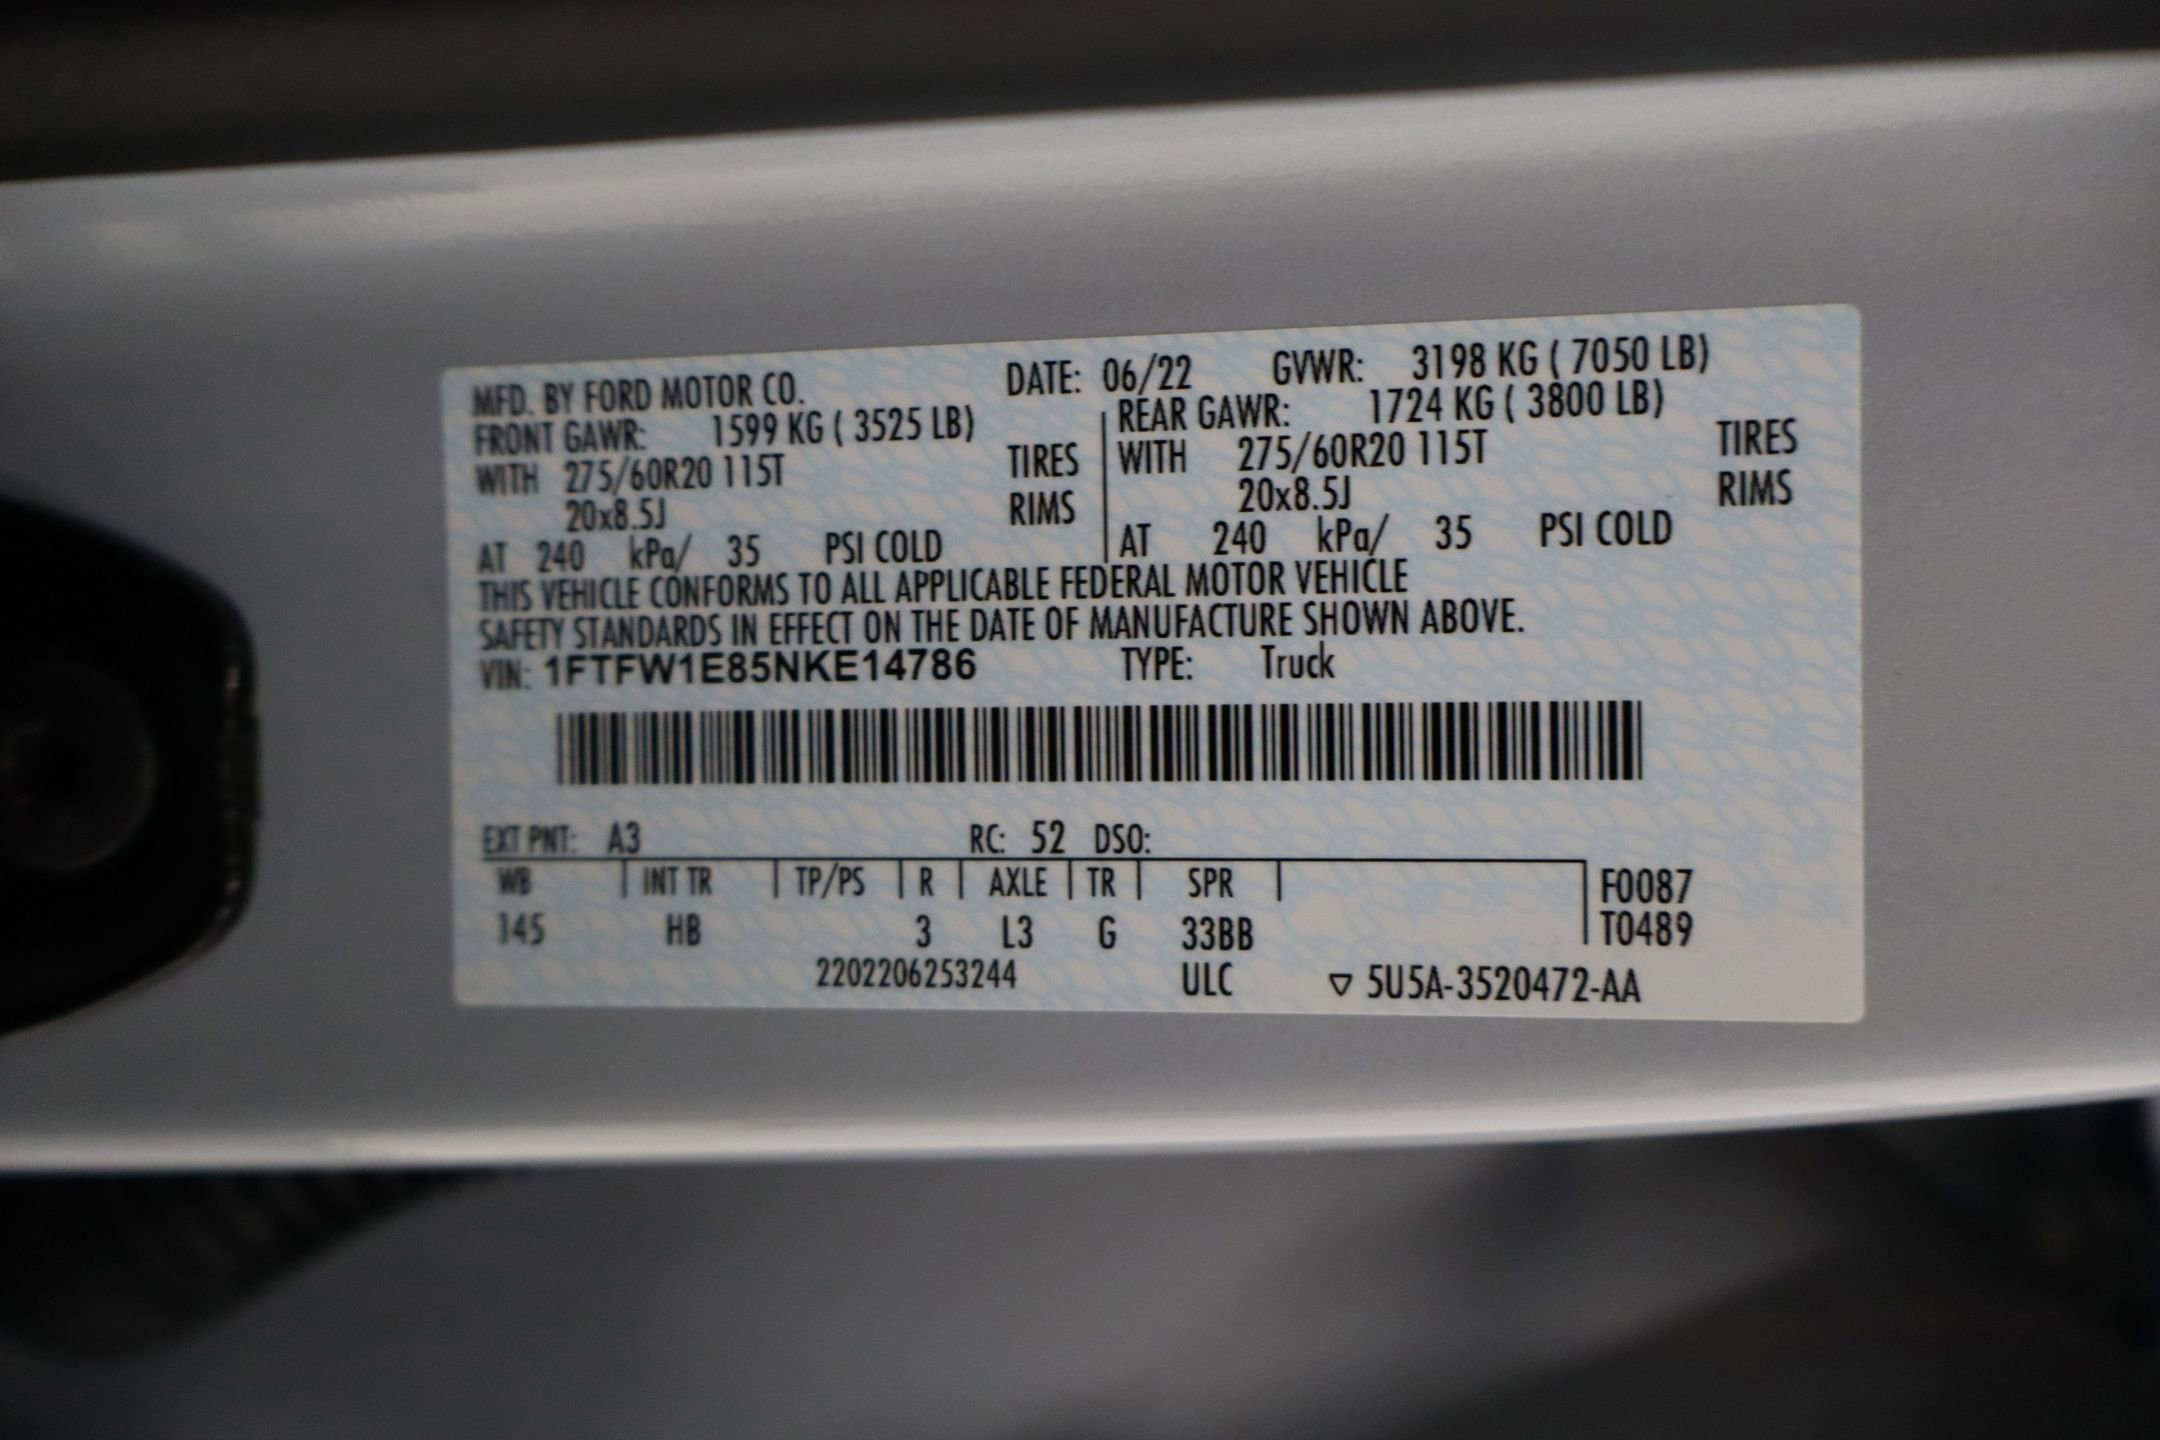 MFD. BY FORD MOTOR CO. DATE: 06/22 GVWR: 3198 KG ( 7050 LB)
FRONT GAWR: 1599 KG ( 3525 LB) REAR GAWR: 1724 KG ( 3800 LB)
WITH 275/60R20 115T TIRES WITH 275/60R20 115T TIRES
20x8.5J RIMS 20x8.5J RIMS
AT 240 kPa/ 35 PSI COLD AT 240 kPa/ 35 PSI COLD
THIS VEHICLE CONFORMS TO ALL APPLICABLE FEDERAL MOTOR VEHICLE
SAFETY STANDARDS IN EFFECT ON THE DATE OF MANUFACTURE SHOWN ABOVE.
VIN: 1FTFW1E85NKE14786 TYPE: Truck
EXT PNT: A3 RC: 52 DSO:
WB INT TR TP/PS R AXLE TR SPR F0087
145 HB 3 L3 G 33BB T0489
2202206253244 ULC ▽ 5U5A-3520472-AA